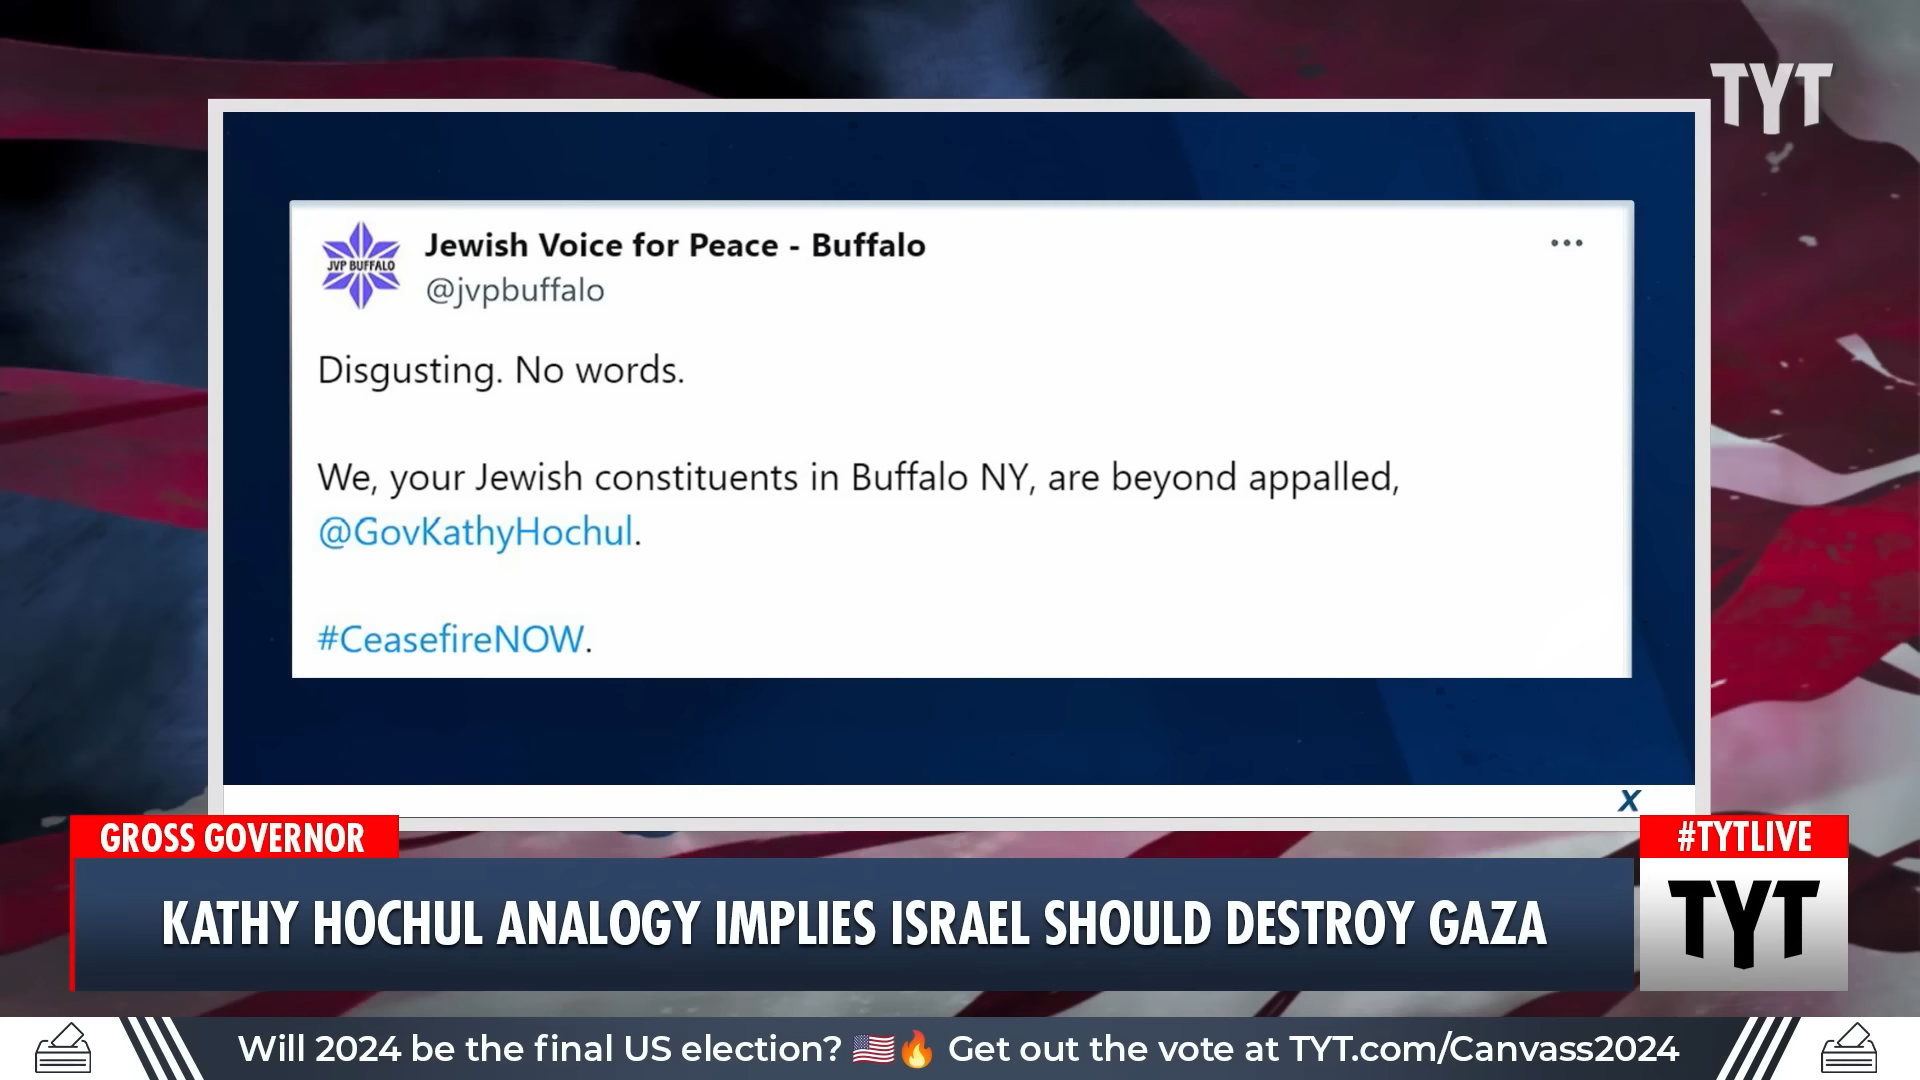 TYT
Jewish Voice for Peace - Buffalo
@jvpbuffalo
JVP BUFFALO
Disgusting. No words.
We, your Jewish constituents in Buffalo NY, are beyond appalled,
@GovKathyHochul.
#CeasefireNOW.
X
GROSS GOVERNOR
#TYTLIVE
KATHY HOCHUL ANALOGY IMPLIES ISRAEL SHOULD DESTROY GAZA
TYT
Will 2024 be the final US election? 🇺🇸🔥 Get out the vote at TYT.com/Canvass2024